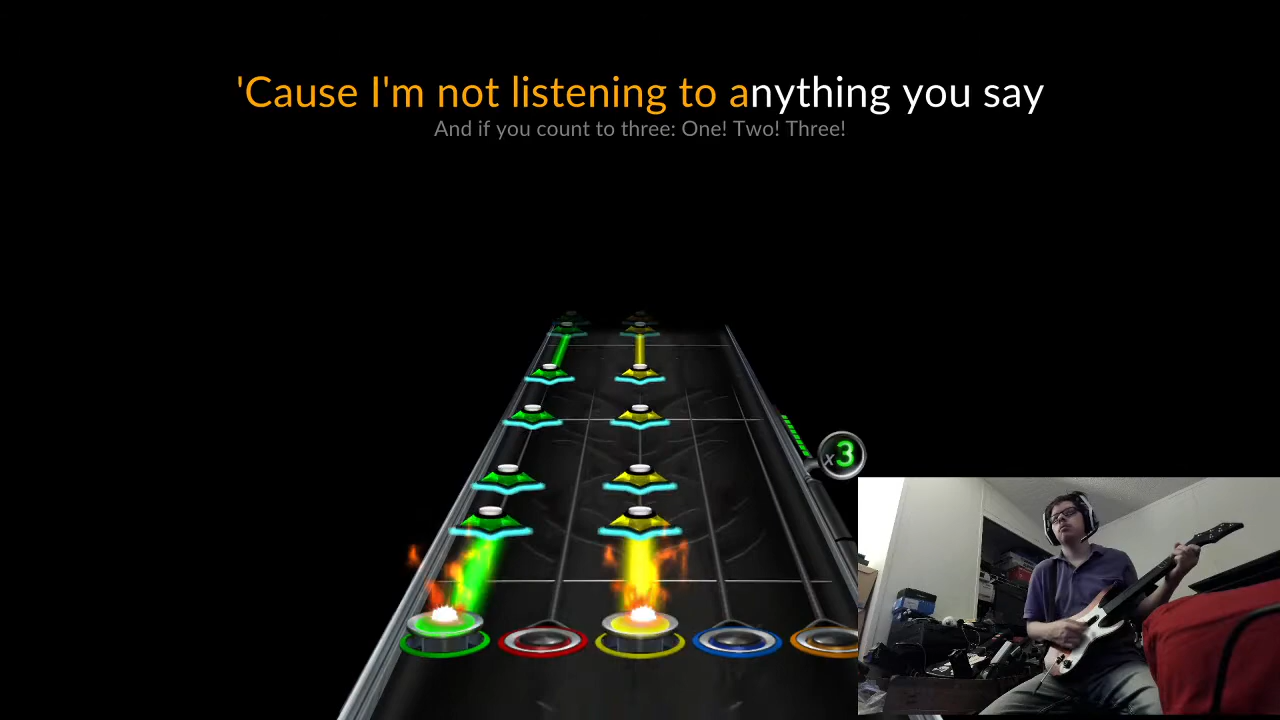 'Cause I'm not listening to anything you say
And if you count to three: One! Two! Three!
x3